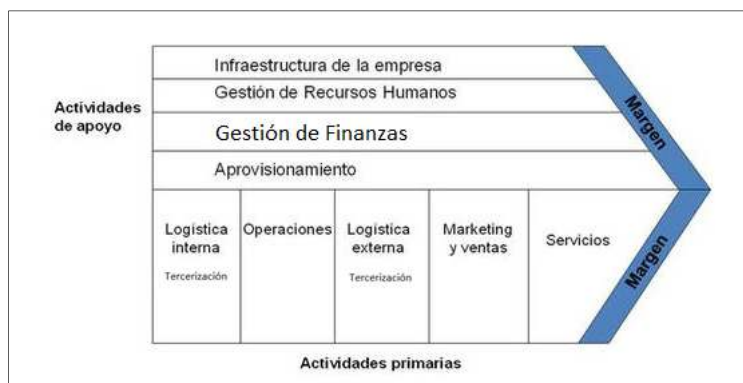 Infraestructura de la empresa
Gestión de Recursos Humanos
Actividades
de apoyo
Gestión de Finanzas
Aprovisionamiento
Margen
Logística
interna
Tercerización
Operaciones
Logística
externa
Tercerización
Marketing
y ventas
Servicios
Margen
Actividades primarias